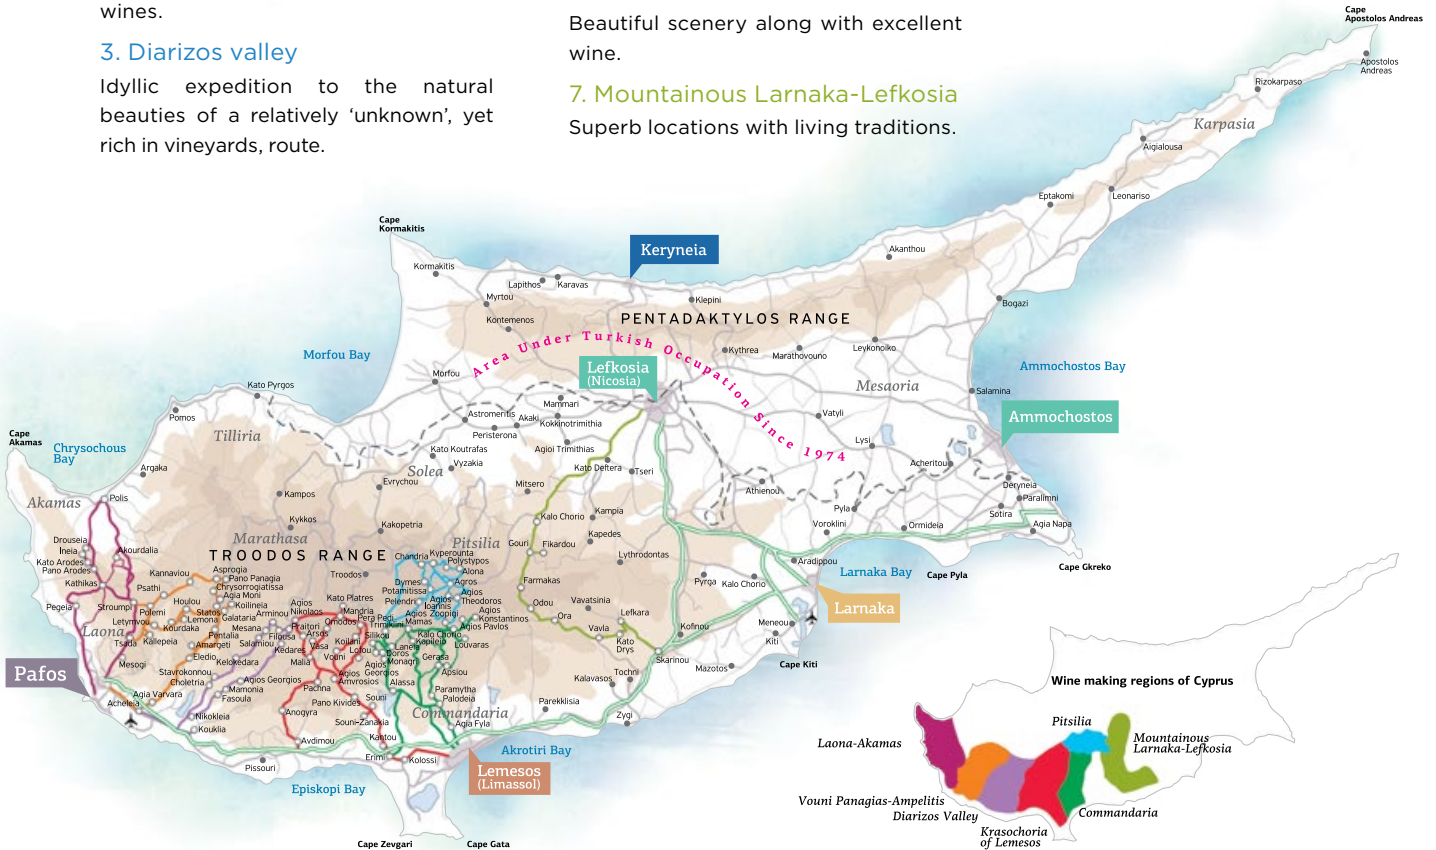 wines.
3. Diarizos valley
Idyllic expedition to the natural
beauties of a relatively ‘unknown’, yet
rich in vineyards, route.
Beautiful scenery along with excellent
wine.
7. Mountainous Larnaka-Lefkosia
Superb locations with living traditions.
Cape
Apostolos Andreas
Apostolos
Andreas
Rizokarpaso
Karpasia
Aigialousa
Leonariso
Eptakomi
Cape
Kormakitis
Kormakitis
Keryneia
Akanthou
Lapithos
Karavas
Myrtou
Klepini
Bogazi
Kontemenos
PENTADAKTYLOS RANGE
Area Under Turkish Occupation Since 1974
Morfou Bay
Kythrea
Marathovouno
Leykonoiko
Ammochostos Bay
Lefkosia
(Nicosia)
Morfou
Mesaoria
Salamina
Kato Pyrgos
Pomos
Mammari
Astromeritis
Akaki
Kokkinotrimithia
Vatyli
Ammochostos
Cape
Akamas
Chrysochous
Bay
Tilliria
Peristerona
Agioi Trimithias
Lysi
Kato Koutrafas
Vyzakia
Solea
Argaka
Kato Deftera
Tseri
Acheritou
Evrychou
Mitsero
Athienou
Deryneia
Akamas
Polis
Kampos
Paralimni
Kalo Chorio
Kampia
Pyla
Sotira
Kykkos
Kakopetria
Voroklini
Ormideia
Agia Napa
Marathasa
Pitsilia
Kapedes
Drouseia
Ineia
Akourdalia
TROODOS RANGE
Gouri
Fikardou
Lythrodontas
Kato Arodes
Pano Arodes
Chandria
Kyperounta
Polystypos
Aradippou
Larnaka Bay
Cape Pyla
Cape Gkreko
Kathikas
Kannaviou
Asprogia
Pano Panagia
Chrysorrogiatissa
Troodos
Alona
Dymes
Agros
Farmakas
Pyrga
Kalo Chorio
Psathi
Agia Moni
Potamitissa
Agios
Theodoros
Pegeia
Stroumpi
Houlou
Koilineia
Kato Platres
Pelendri
Agios
Ioannis
Odou
Vavatsinia
Larnaka
Polemi
Statos
Agios
Nikolaos
Mandria
Agios
Konstantinos
Lefkara
Letymvou
Lemona
Galataria
Arminou
Omodos
Pera Pedi
Agios Zoopigi
Ora
Meneou
Laona
Kourdaka
Mesana
Praitori
Trimiklini
Mamas
Agios Pavlos
Vavla
Kofinou
Tsada
Kallepeia
Pentalia
Filousa
Arsos
Koilani
Silikou
Kalo Chorio
Kapileio
Louvaras
Kato
Drys
Kiti
Amargeti
Salamiou
Kedares
Vasa
Lofou
Laneia
Doros
Monagri
Gerasa
Skarinou
Cape Kiti
Mesogi
Eledio
Kelokedara
Malia
Vouni
Agios
Georgios
Apsiou
Mazotos
Pafos
Stavrokonnou
Choletria
Agios Georgios
Agios
Amvrosios
Alassa
Tochni
Kalavasos
Agia Varvara
Mamonia
Pachna
Souni
Paramytha
Acheleia
Fasoula
Pano Kivides
Palodeia
Parekklisia
Nikokleia
Anogyra
Souni-Zanakia
Commandaria
Zygi
Kouklia
Kantou
Agia Fyla
Avdimou
Erimi
Kolossi
Akrotiri Bay
Pissouri
Lemesos
(Limassol)
Episkopi Bay
Cape Zevgari
Cape Gata
Wine making regions of Cyprus
Pitsilia
Laona-Akamas
Mountainous
Larnaka-Lefkosia
Vouni Panagias-Ampelitis
Diarizos Valley
Commandaria
Krasochoria
of Lemesos